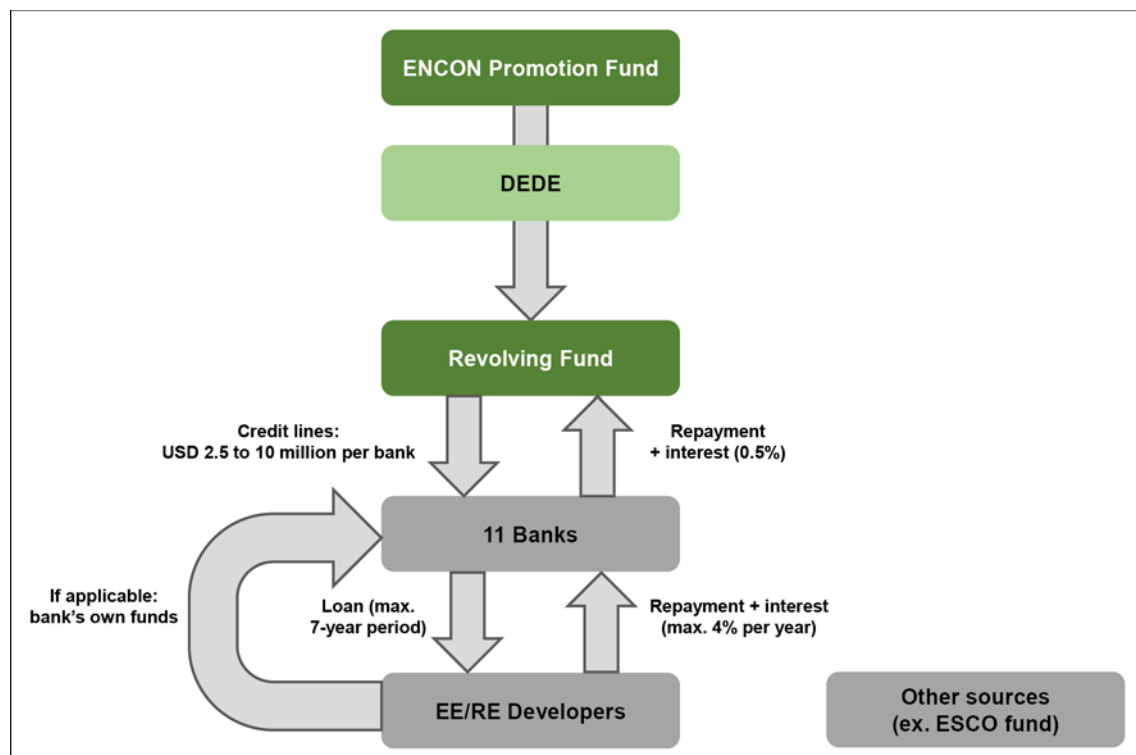 ENCON Promotion Fund
DEDE
Revolving Fund
Credit lines:
USD 2.5 to 10 million per bank
Repayment
+ interest (0.5%)
11 Banks
If applicable:
bank's own funds
Loan (max.
7-year period)
Repayment + interest
(max. 4% per year)
EE/RE Developers
Other sources
(ex. ESCO fund)